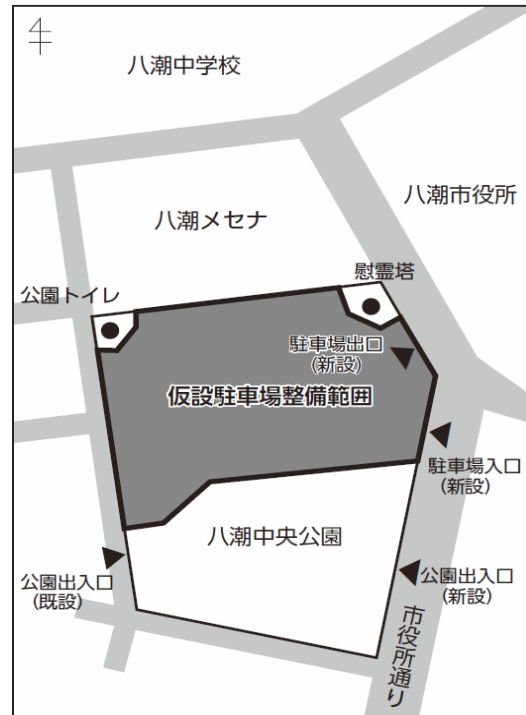 八潮中学校
八潮市役所
八潮メセナ
慰霊塔
公園トイレ
駐車場出口
(新設)
仮設駐車場整備範囲
駐車場入口
(新設)
八潮中央公園
公園出入口
(既設)
公園出入口
(新設)
市役所通り